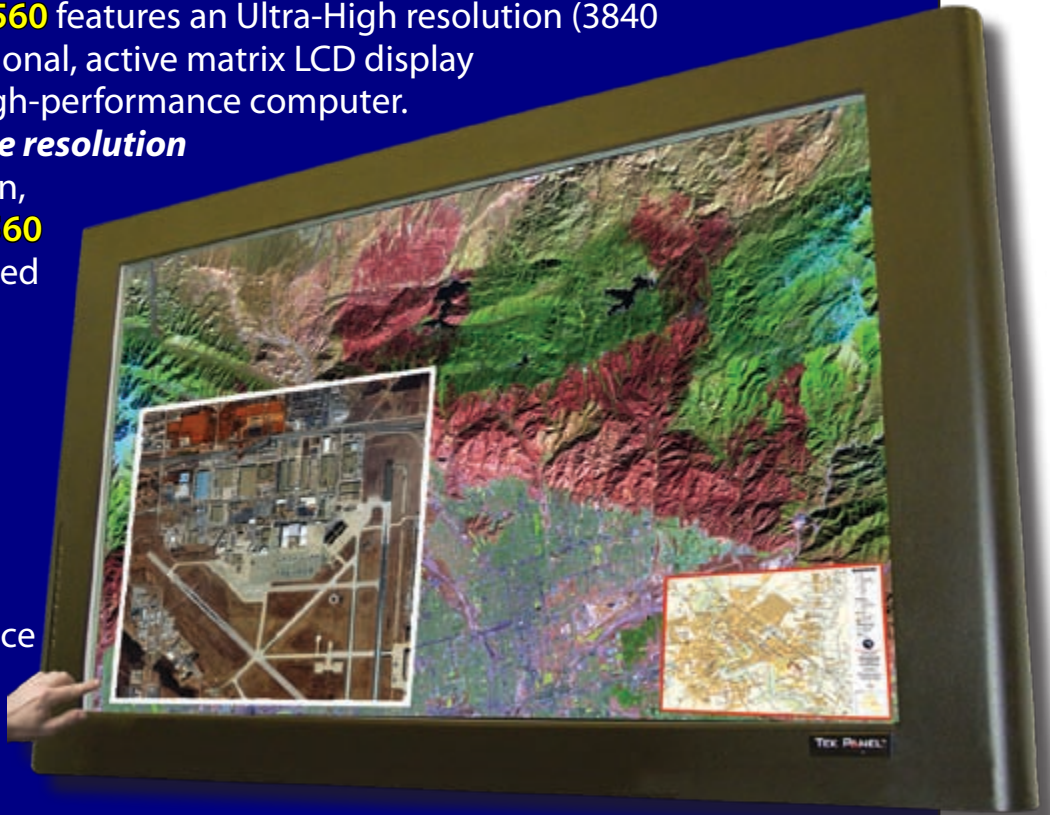 560 features an Ultra-High resolution (3840
onal, active matrix LCD display
gh-performance computer.
e resolution
n,
60
ed
ce
TEK PANEL